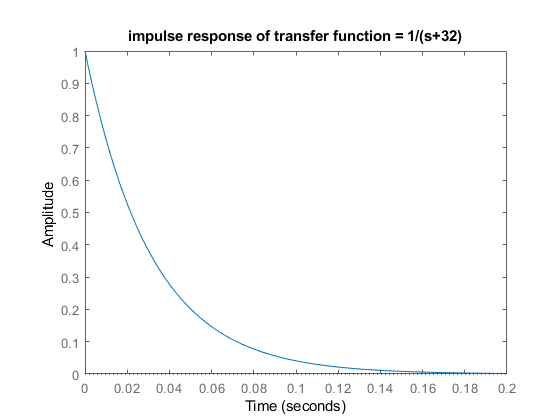 impulse response of transfer function = 1/(s+32)
1
0.9
0.8
0.7
0.6
0.5
0.4
0.3
0.2
0.1
0
Amplitude
0 0.02 0.04 0.06 0.08 0.1 0.12 0.14 0.16 0.18 0.2
Time (seconds)